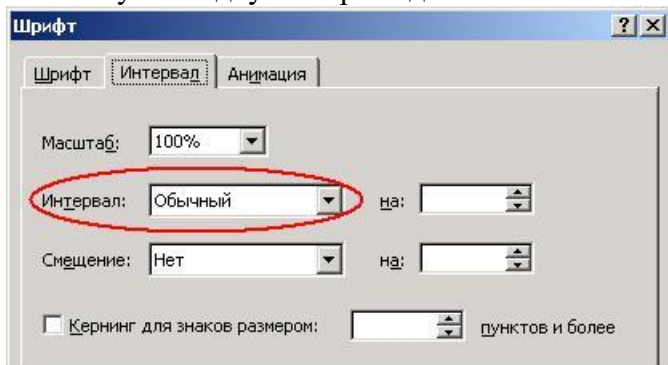 Шрифт
Шрифт Интервал Анимация
Масштаб: 100%
Интервал: Обычный на:
Смещение: Нет на:
Кернинг для знаков размером: пунктов и более